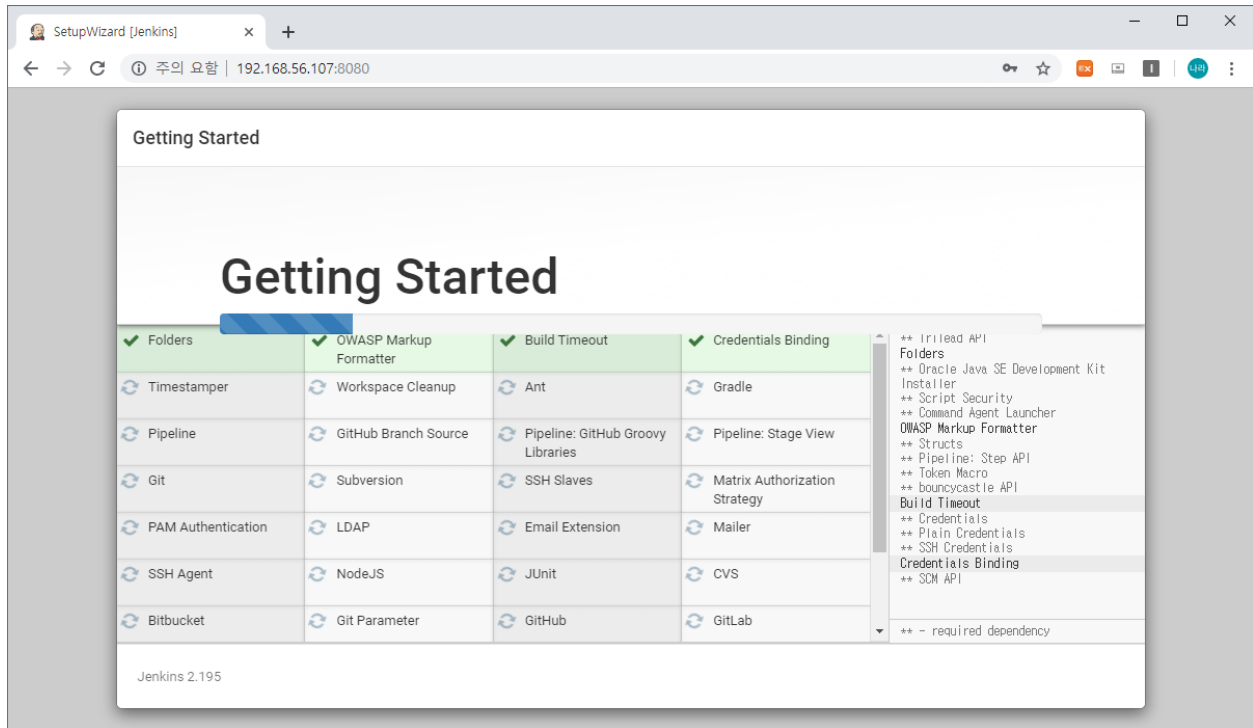 SetupWizard [Jenkins]
주의 요함 | 192.168.56.107:8080
나라
Getting Started
Getting Started
Folders
OWASP Markup
Formatter
Build Timeout
Credentials Binding
Timestamper
Workspace Cleanup
Ant
Gradle
Pipeline
GitHub Branch Source
Pipeline: GitHub Groovy
Libraries
Pipeline: Stage View
Git
Subversion
SSH Slaves
Matrix Authorization
Strategy
PAM Authentication
LDAP
Email Extension
Mailer
SSH Agent
NodeJS
JUnit
CVS
Bitbucket
Git Parameter
GitHub
GitLab
** Trilead API
Folders
** Oracle Java SE Development Kit
Installer
** Script Security
** Command Agent Launcher
OWASP Markup Formatter
** Structs
** Pipeline: Step API
** Token Macro
** bouncycastle API
Build Timeout
** Credentials
** Plain Credentials
** SSH Credentials
Credentials Binding
** SCM API
** - required dependency
Jenkins 2.195